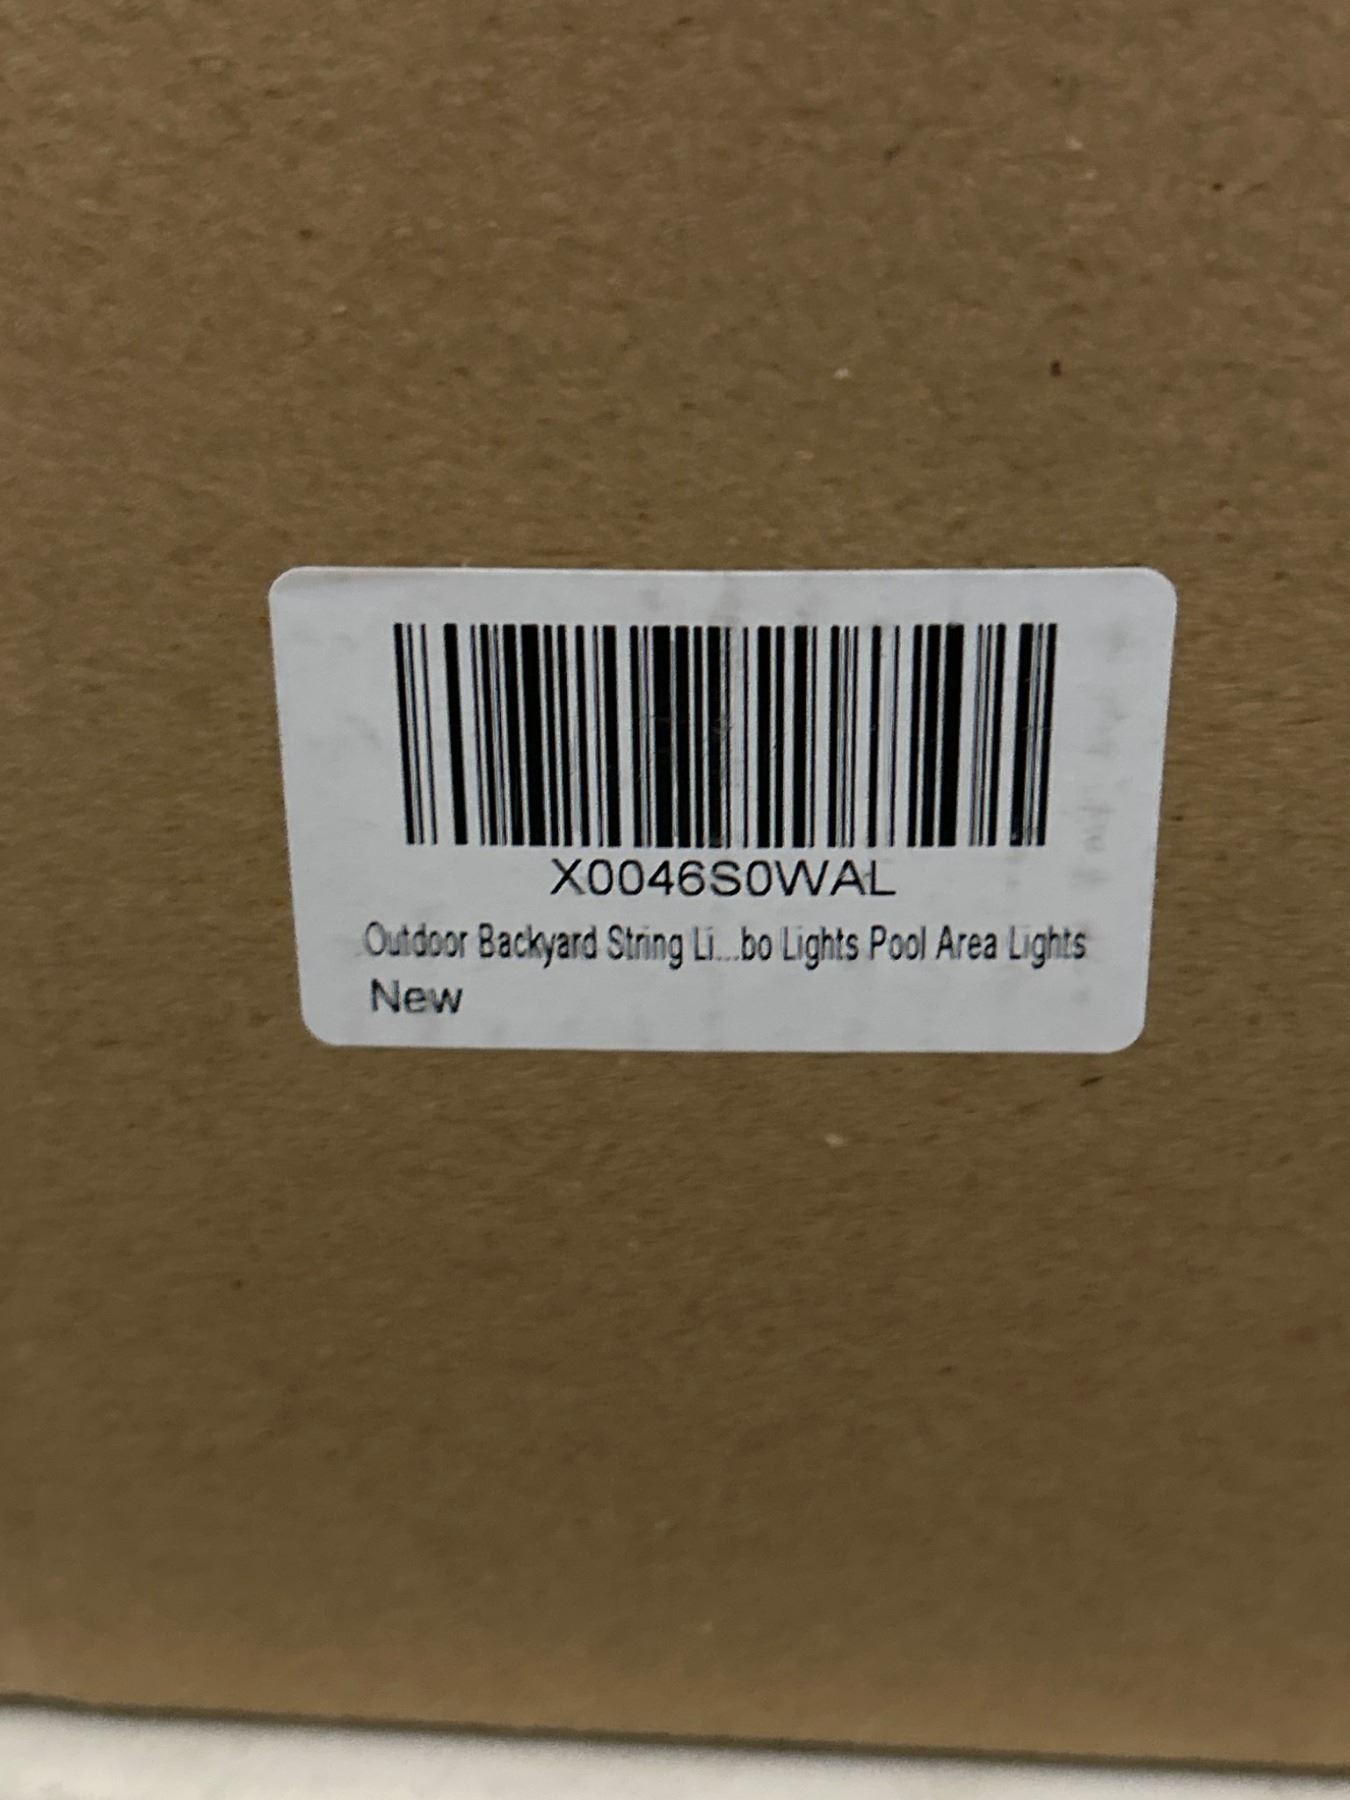 X0046S0WAL
Outdoor Backyard String Li...bo Lights Pool Area Lights
New